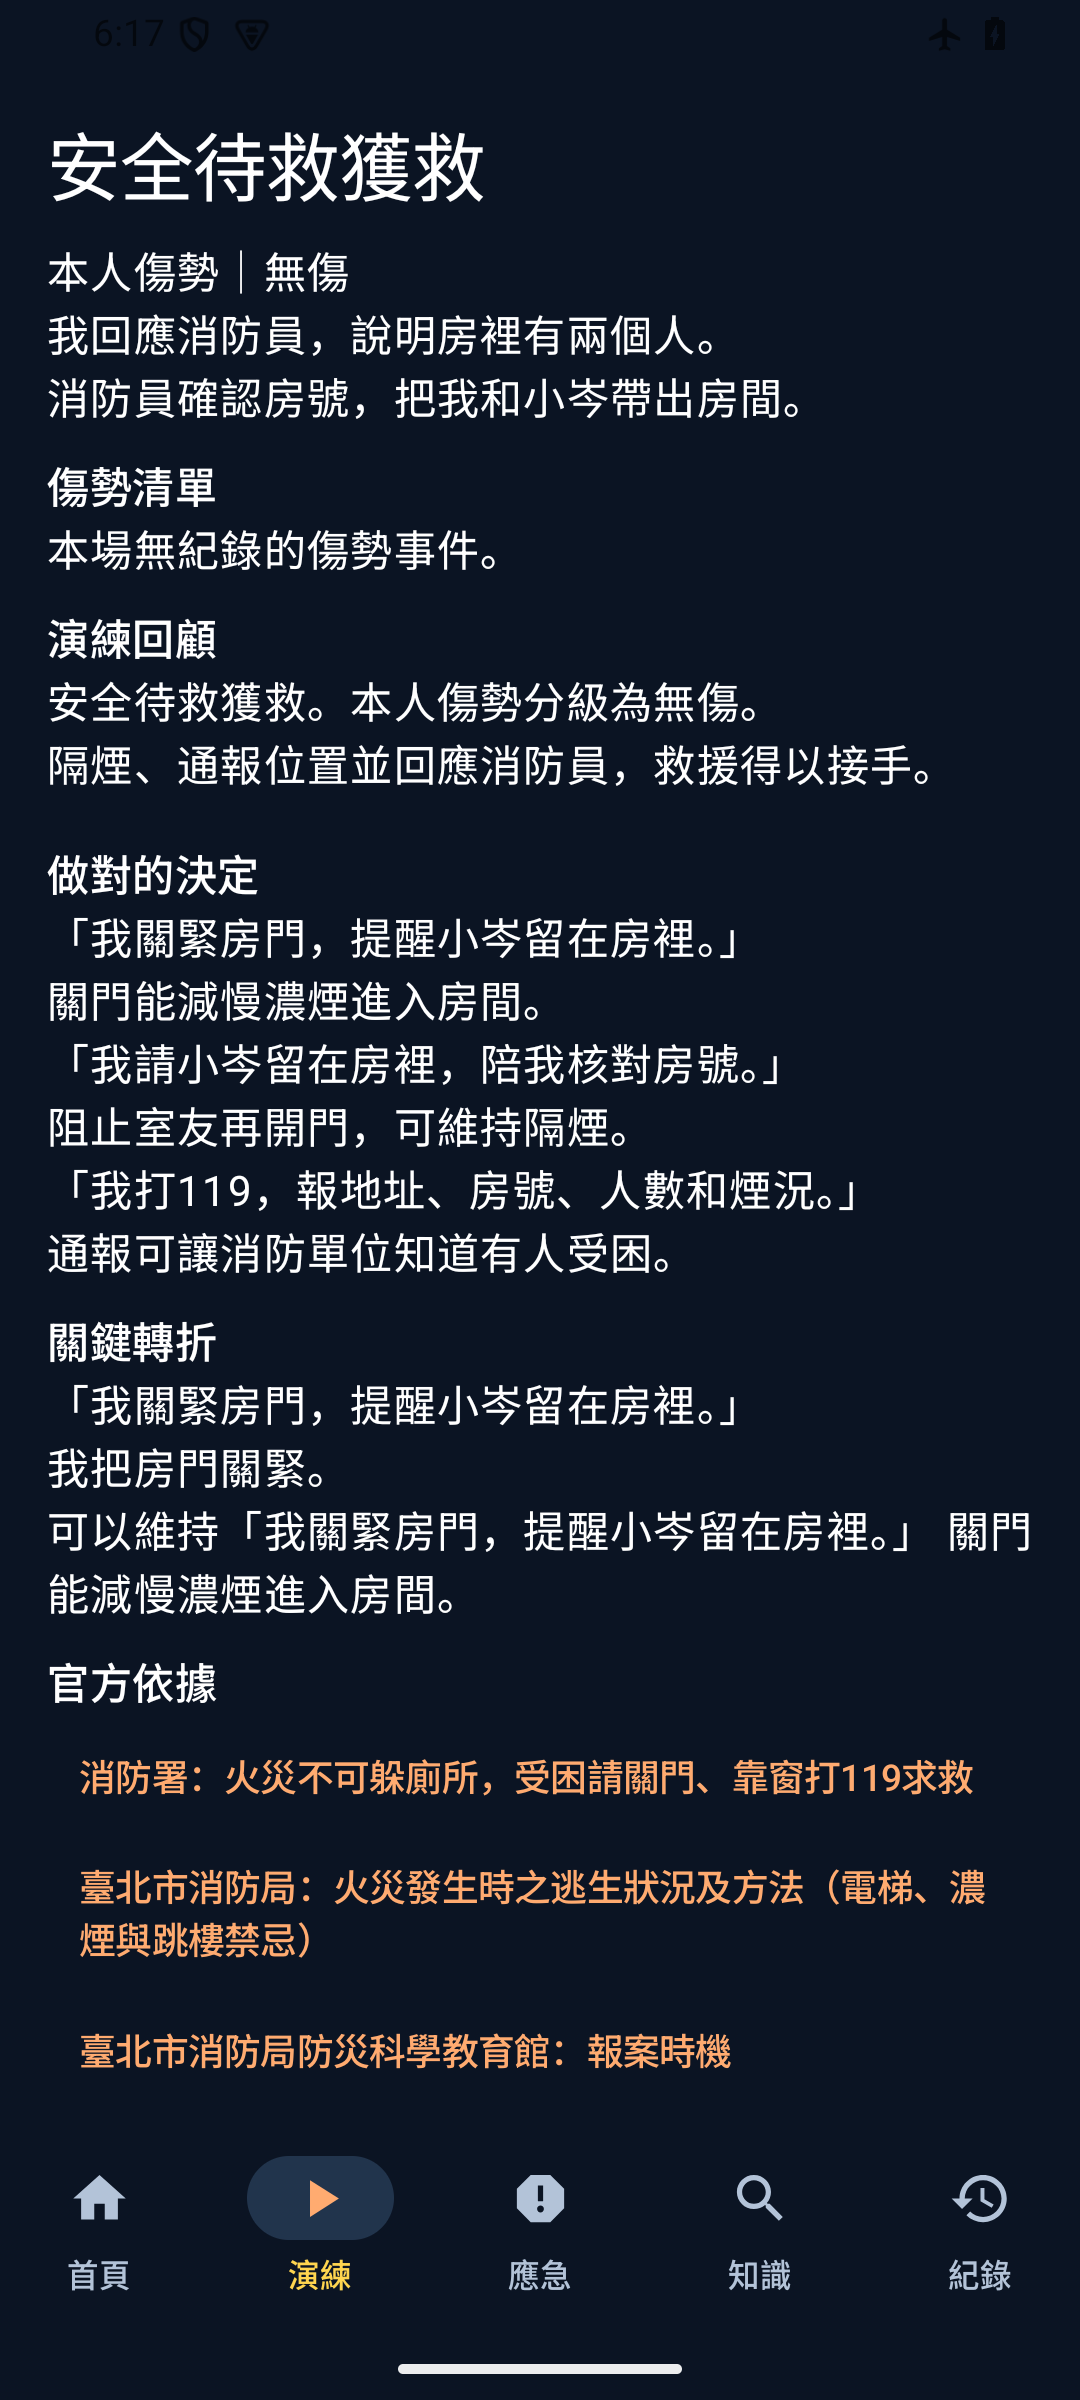 6:17
安全待救獲救
本人傷勢｜無傷
我回應消防員，說明房裡有兩個人。
消防員確認房號，把我和小岑帶出房間。
傷勢清單
本場無紀錄的傷勢事件。
演練回顧
安全待救獲救。本人傷勢分級為無傷。
隔煙、通報位置並回應消防員，救援得以接手。
做對的決定
「我關緊房門，提醒小岑留在房裡。」
關門能減慢濃煙進入房間。
「我請小岑留在房裡，陪我核對房號。」
阻止室友再開門，可維持隔煙。
「我打119，報地址、房號、人數和煙況。」
通報可讓消防單位知道有人受困。
關鍵轉折
「我關緊房門，提醒小岑留在房裡。」
我把房門關緊。
可以維持「我關緊房門，提醒小岑留在房裡。」 關門
能減慢濃煙進入房間。
官方依據
消防署：火災不可躲廁所，受困請關門、靠窗打119求救
臺北市消防局：火災發生時之逃生狀況及方法（電梯、濃
煙與跳樓禁忌）
臺北市消防局防災科學教育館：報案時機
首頁
演練
應急
知識
紀錄